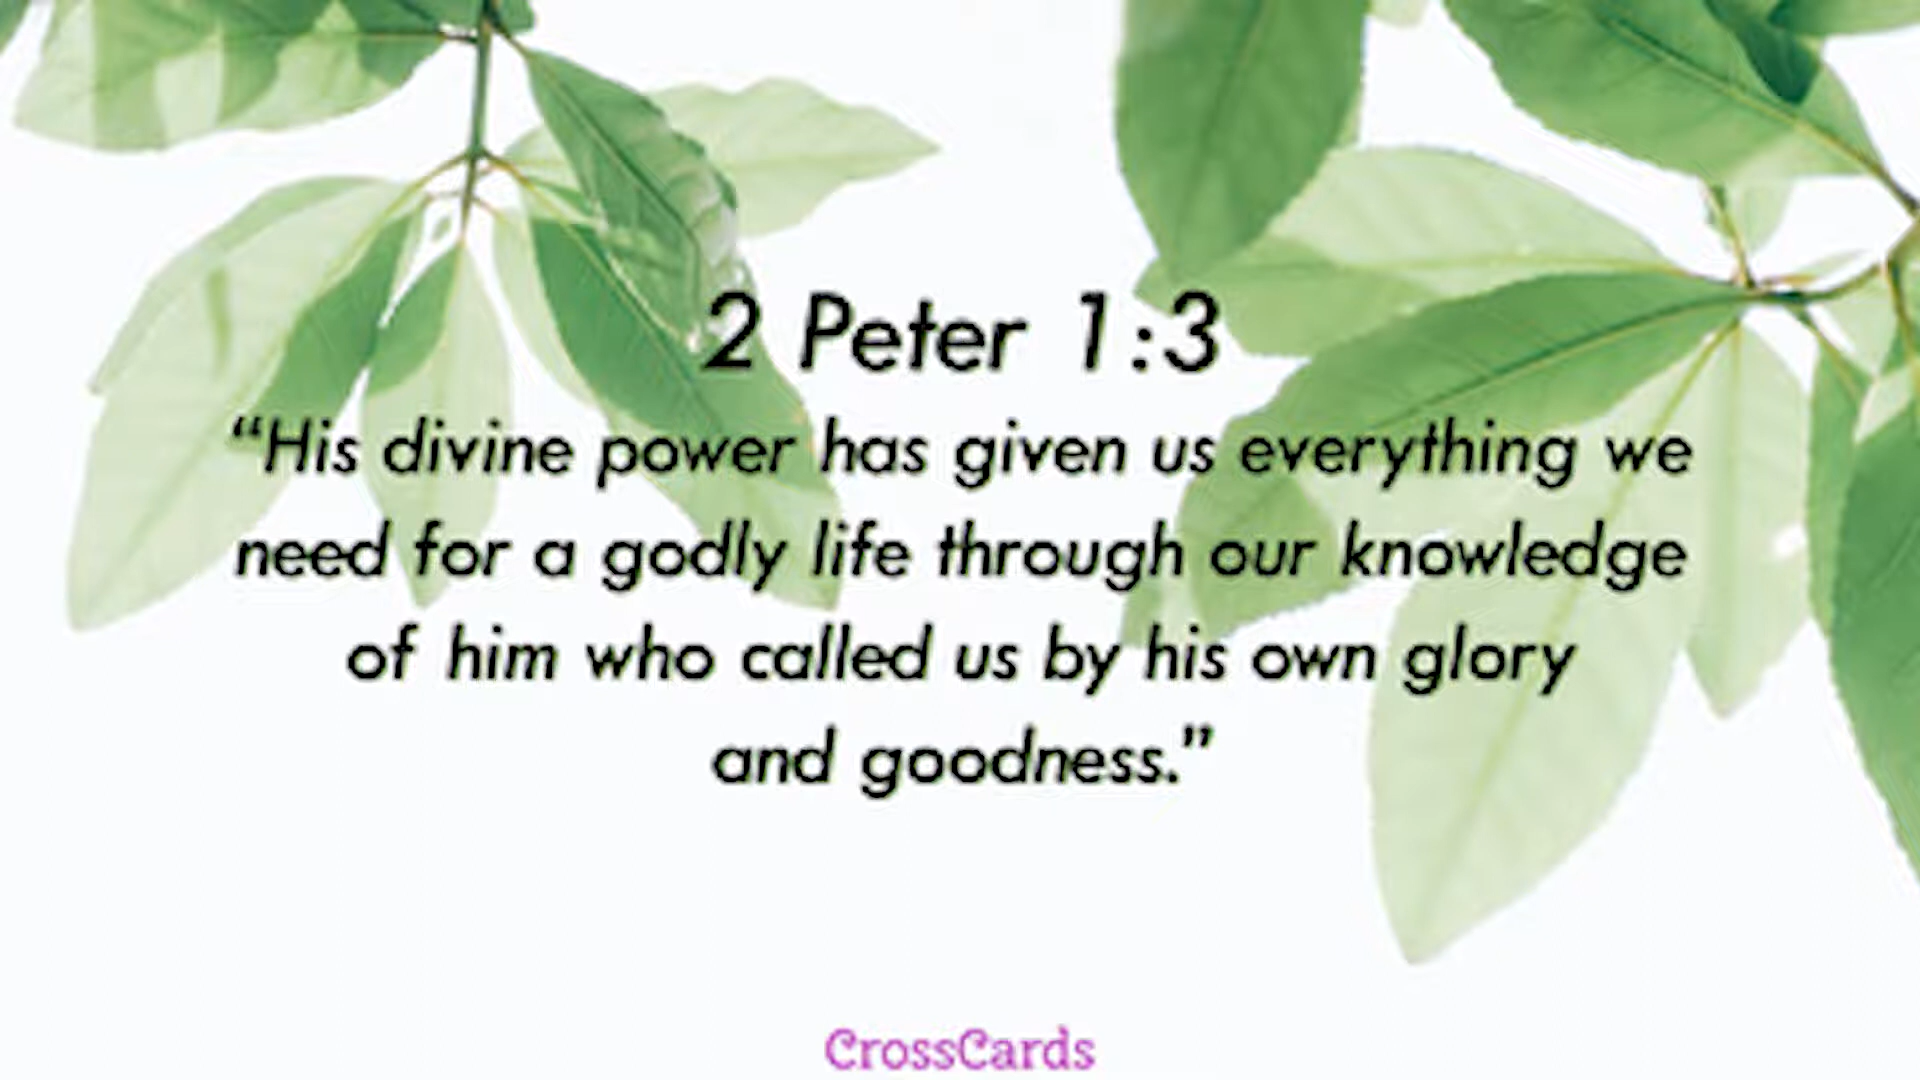 2 Peter 1:3
“His divine power has given us everything we
need for a godly life through our knowledge
of him who called us by his own glory
and goodness.”
CrossCards